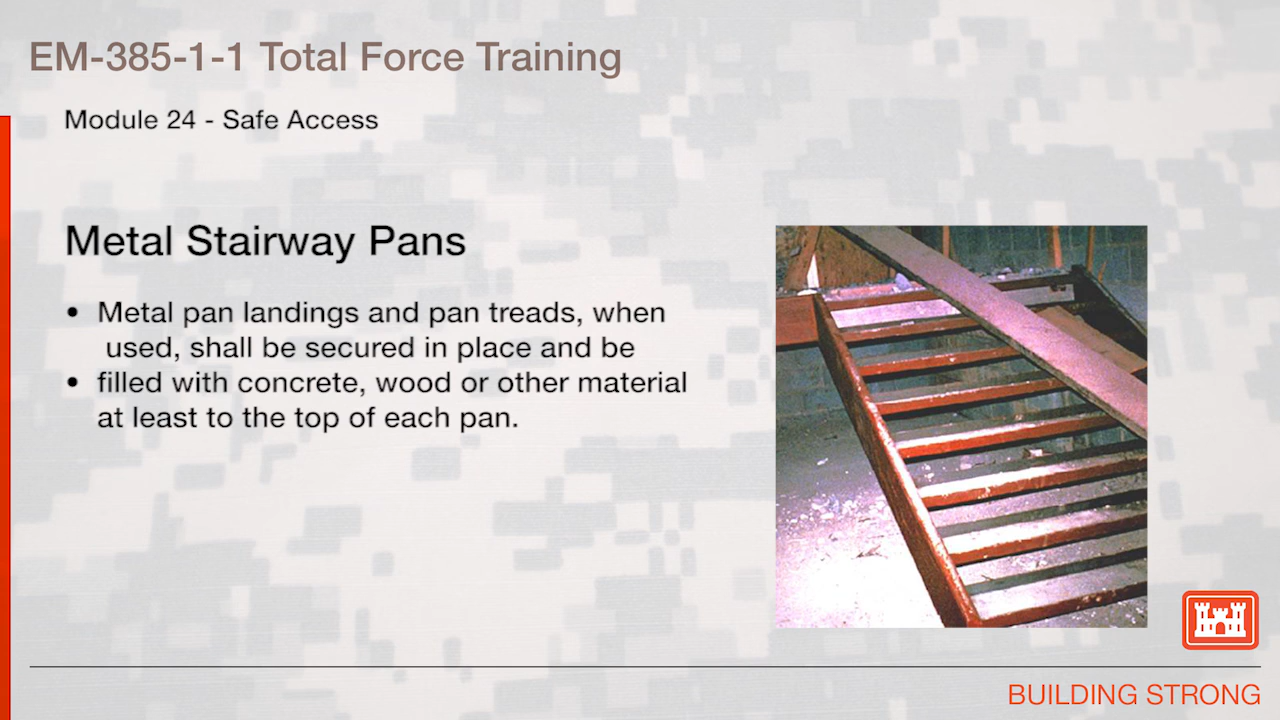 EM-385-1-1 Total Force Training
Module 24 - Safe Access
Metal Stairway Pans
• Metal pan landings and pan treads, when
used, shall be secured in place and be
• filled with concrete, wood or other material
at least to the top of each pan.
BUILDING STRONG